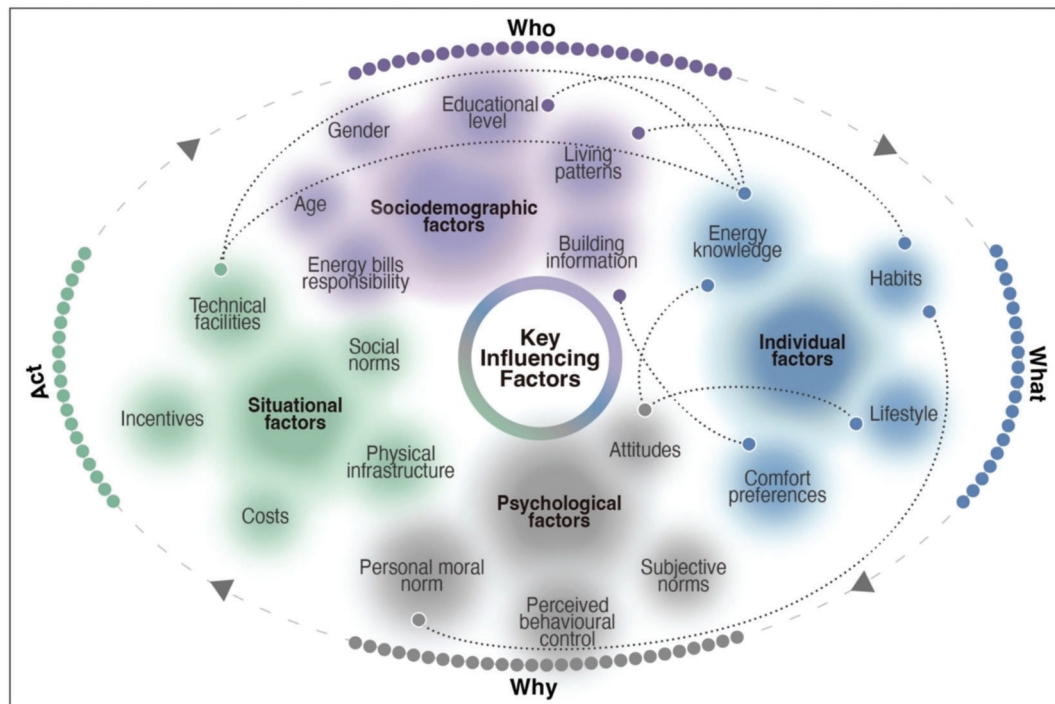 Who
Educational
level
Gender
Living
patterns
Age
Sociodemographic
factors
Energy
knowledge
Building
information
Energy bills
responsibility
Habits
Technical
facilities
Key
Influencing
Factors
Social
norms
Individual
factors
Act
What
Incentives
Situational
factors
Lifestyle
Attitudes
Physical
infrastructure
Comfort
preferences
Costs
Psychological
factors
Personal moral
norm
Subjective
norms
Perceived
behavioural
control
Why